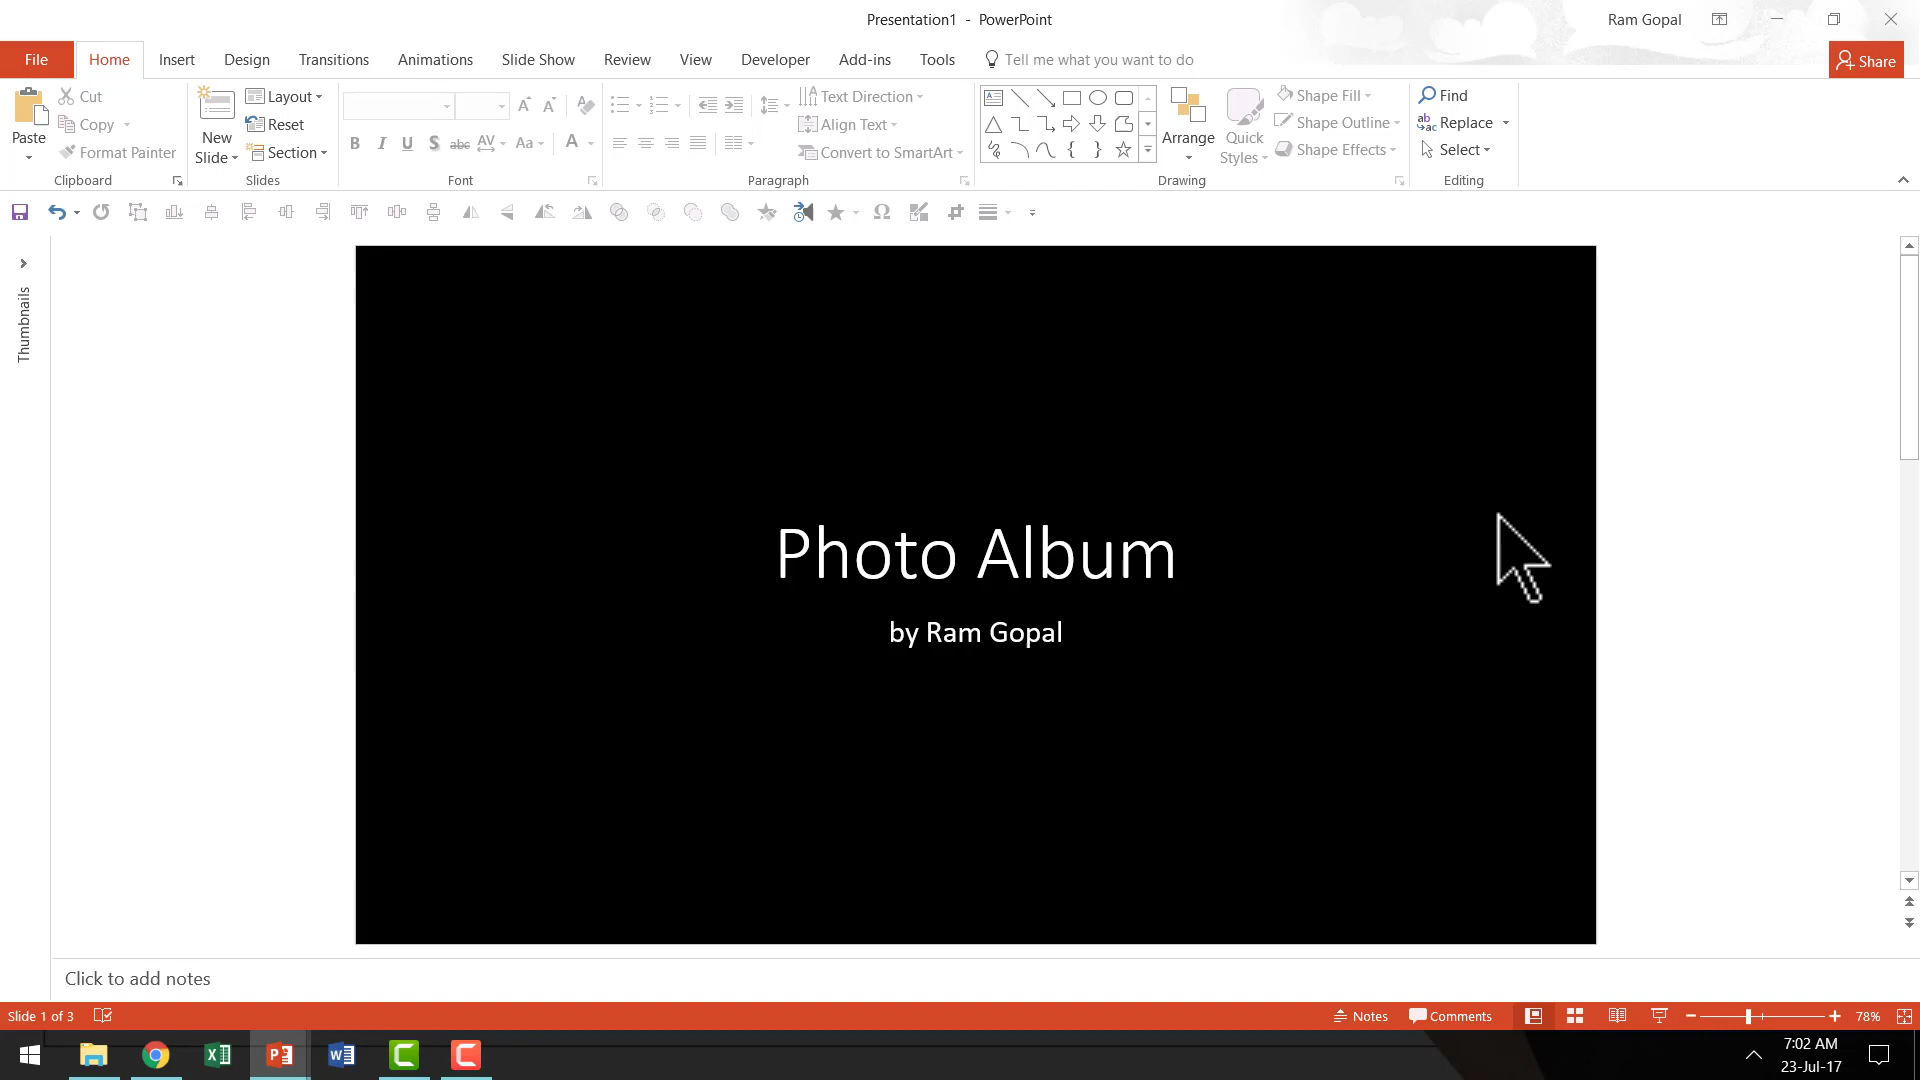 Presentation1 - PowerPoint
Ram Gopal
File Home Insert Design Transitions Animations Slide Show Review View Developer Add-ins Tools Tell me what you want to do Share
Paste
Cut
Copy
Format Painter
Clipboard
New Slide
Layout
Reset
Section
Slides
B I U S abc AV Aa A
Font
Text Direction
Align Text
Convert to SmartArt
Paragraph
Arrange
Quick Styles
Shape Fill
Shape Outline
Shape Effects
Drawing
Find
Replace
Select
Editing
Thumbnails
Photo Album
by Ram Gopal
Click to add notes
Slide 1 of 3
Notes
Comments
78%
7:02 AM
23-Jul-17